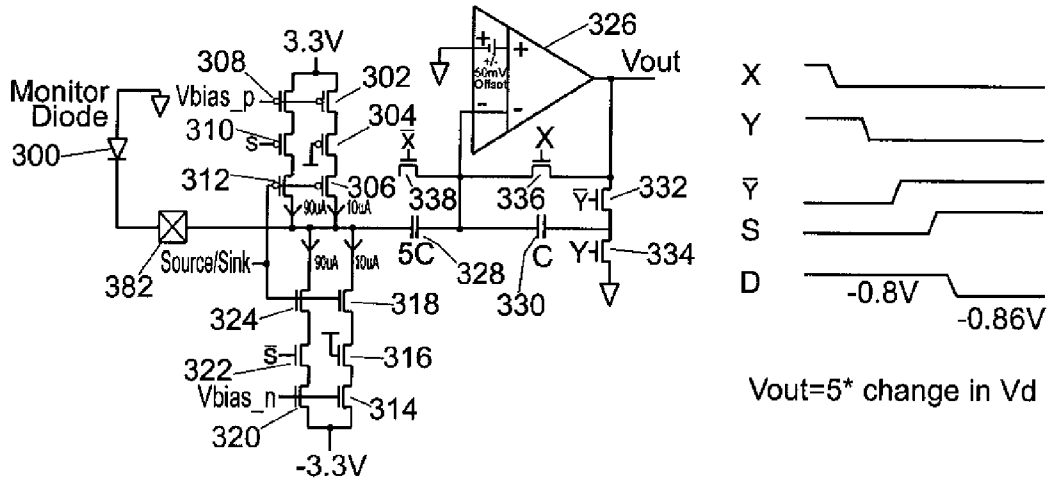 3.3V
308
302
Vbias_p
Monitor
Diode
300
310
S
304
312
306
90uA
10uA
382
Source/Sink
90uA
10uA
324
318
S̅
322
316
Vbias_n
320
314
-3.3V
326
Vout
+
+
+/-
50mV
Offset
-
-
X̅
X
338
336
Y̅
332
5C
328
C
330
Y
334
X
Y
Y̅
S
D
-0.8V
-0.86V
Vout=5* change in Vd